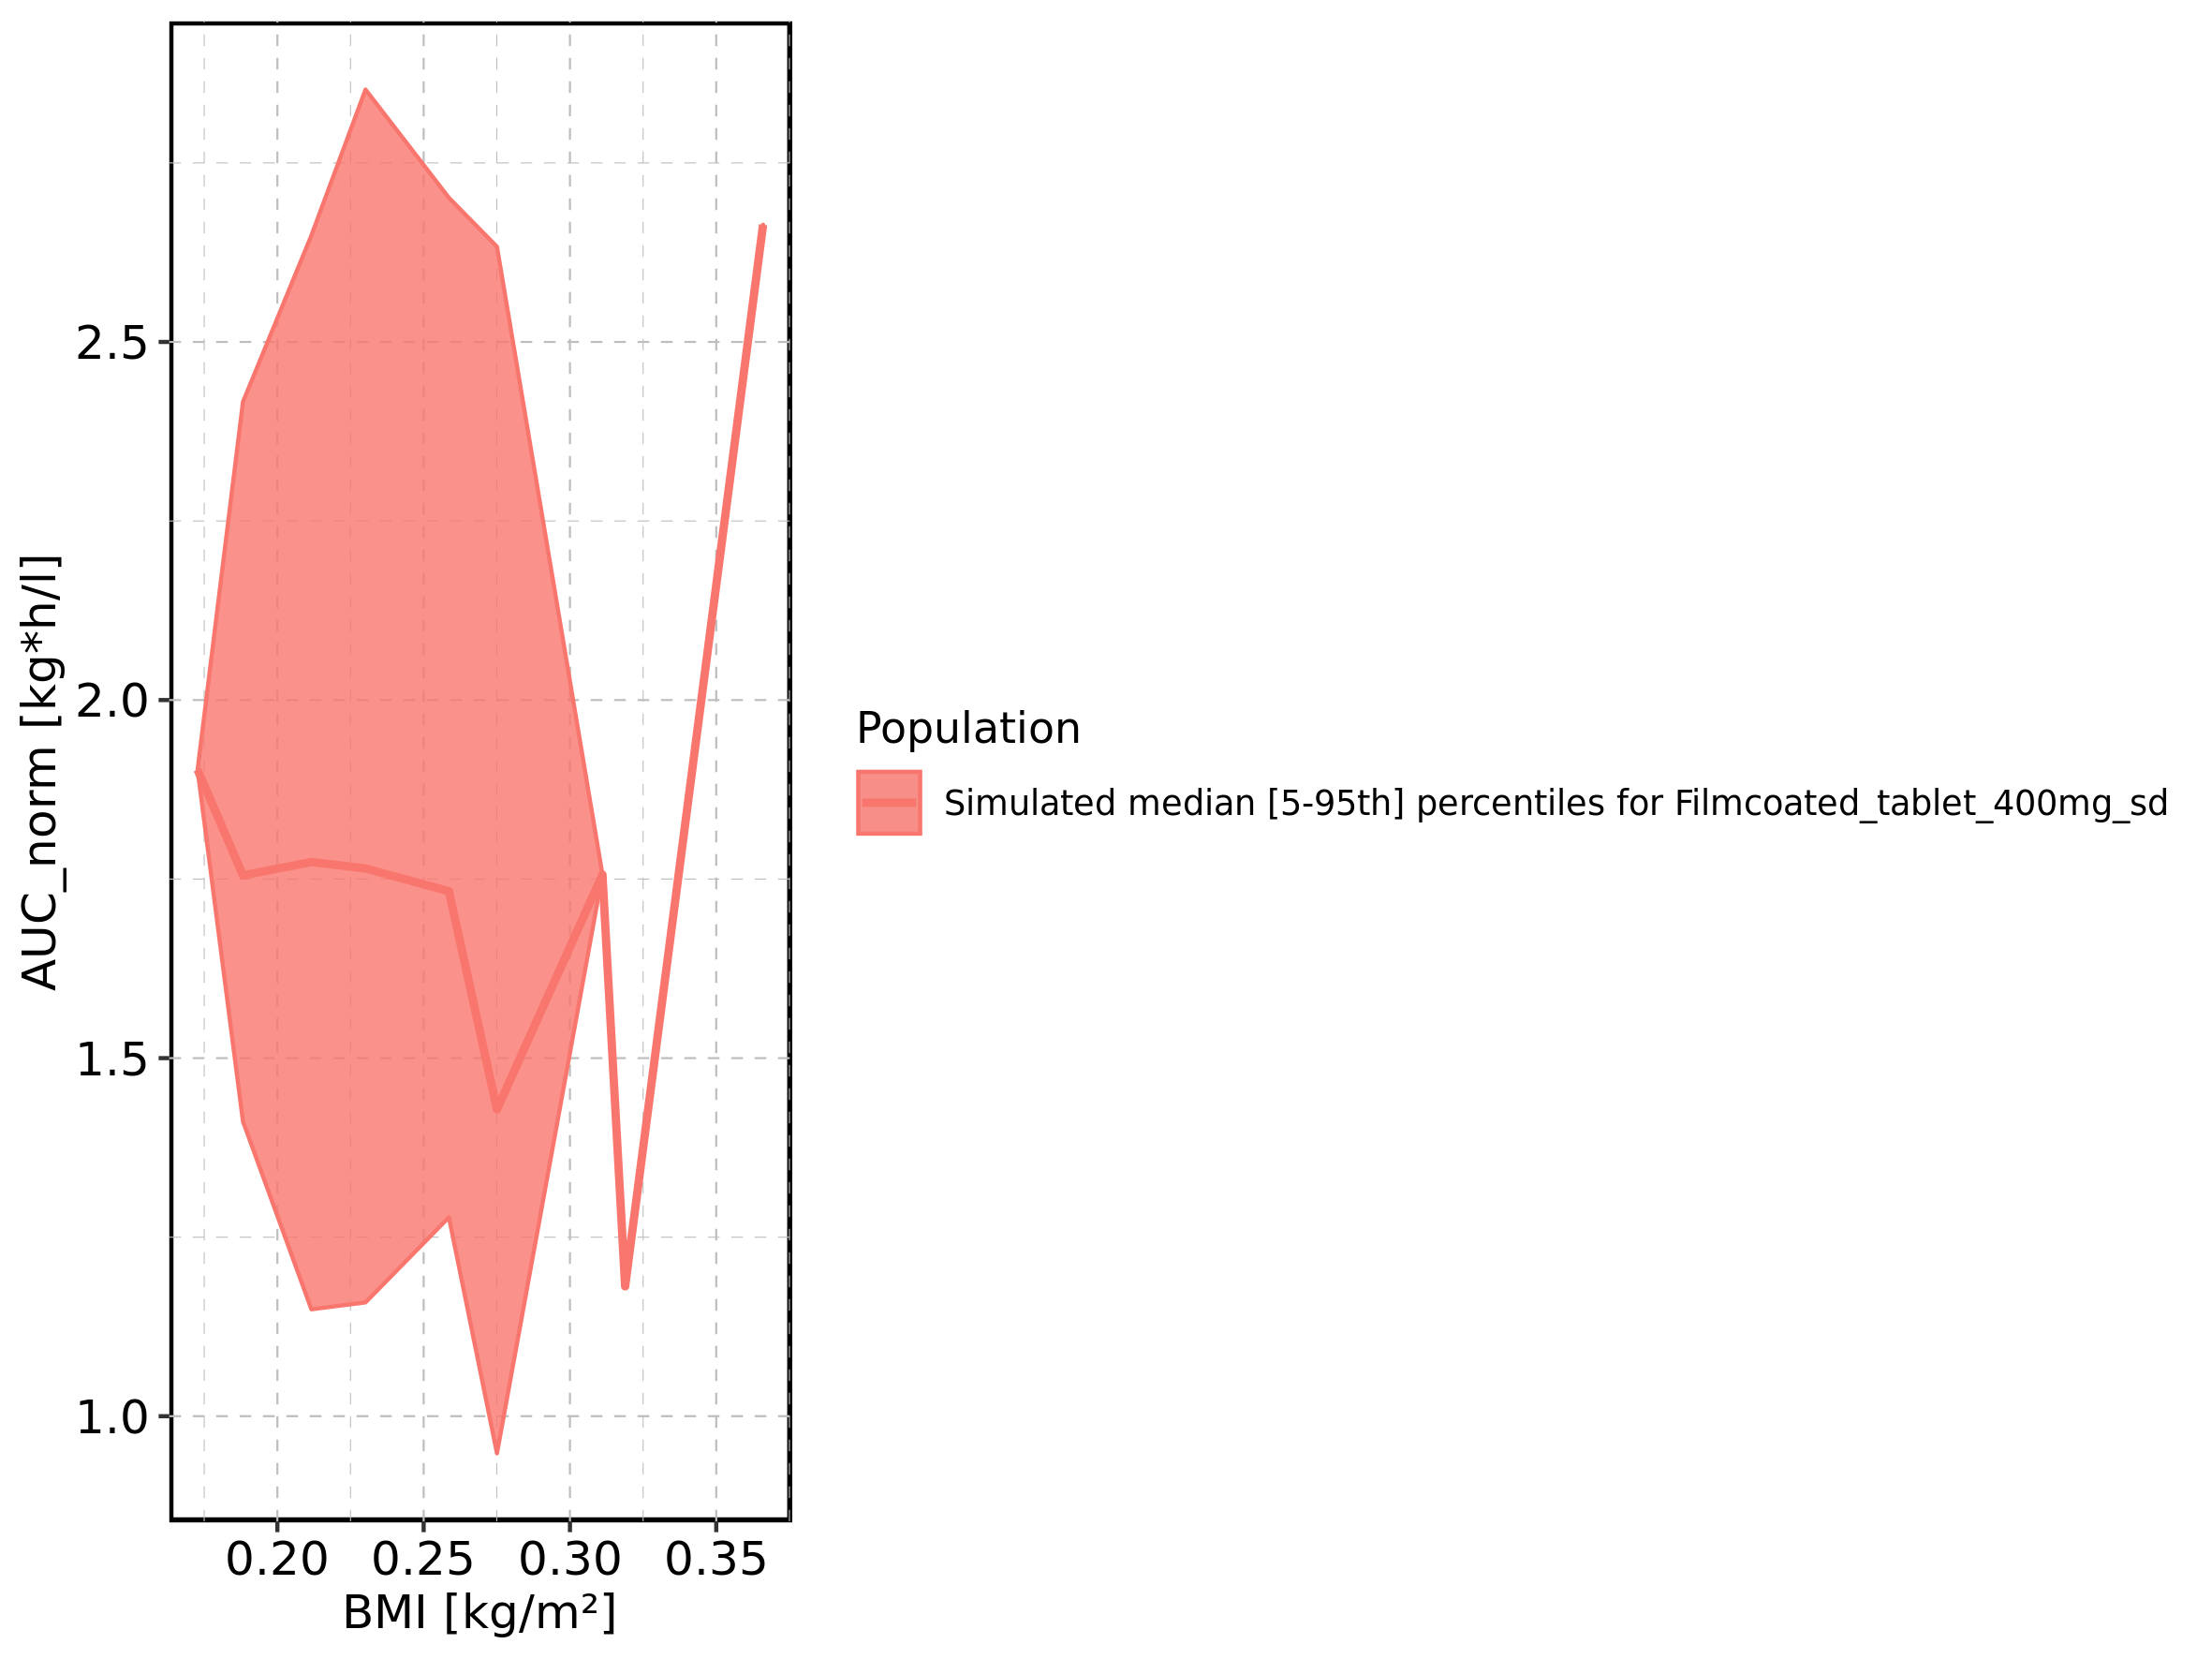 AUC_norm [kg*h/l]
2.5
2.0
1.5
1.0
0.20 0.25 0.30 0.35
BMI [kg/m²]
Population
Simulated median [5-95th] percentiles for Filmcoated_tablet_400mg_sd